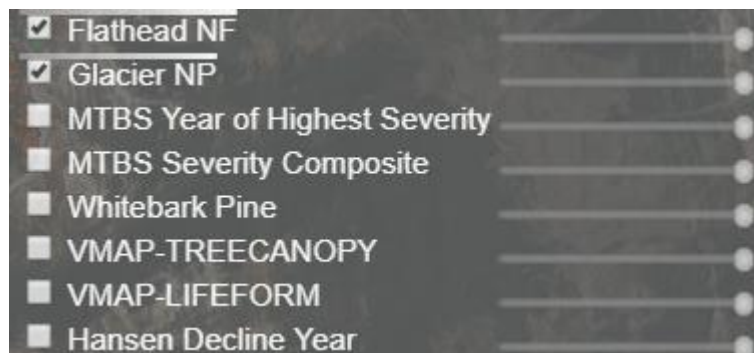 Flathead NF
Glacier NP
MTBS Year of Highest Severity
MTBS Severity Composite
Whitebark Pine
VMAP-TREECANOPY
VMAP-LIFEFORM
Hansen Decline Year